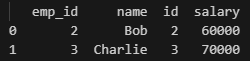 emp_id name id salary
0 2 Bob 2 60000
1 3 Charlie 3 70000